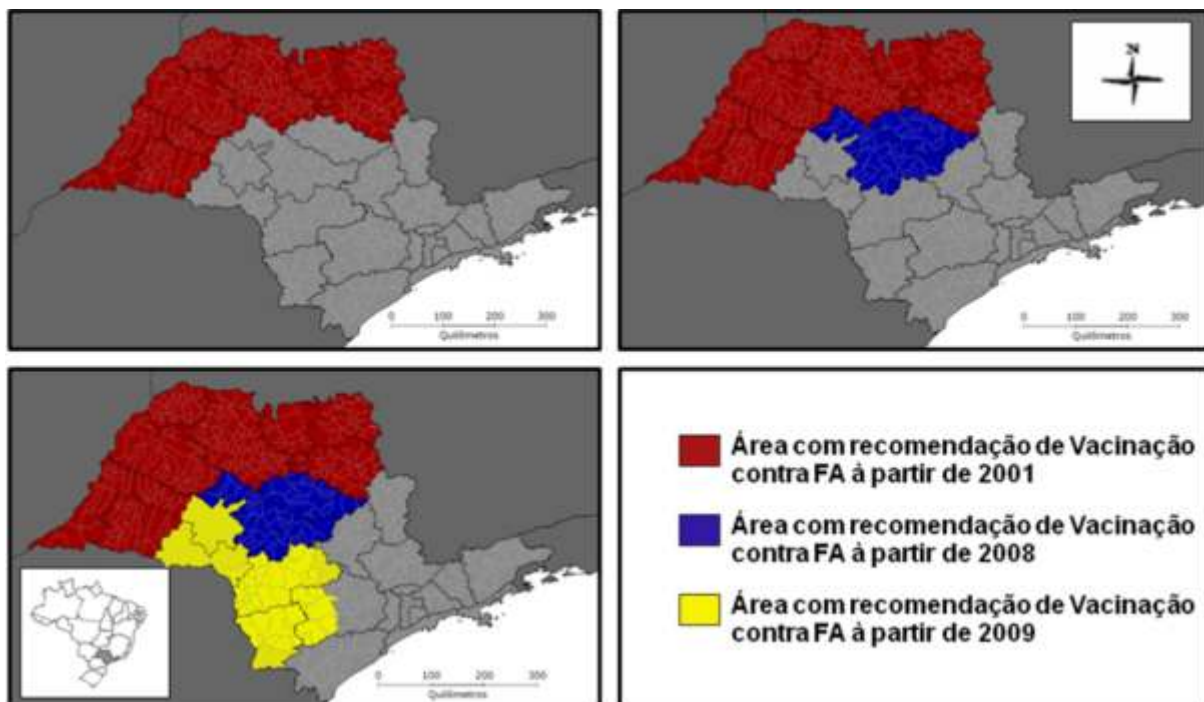 N
0 100 200 300
Quilômetros
0 100 200 300
Quilômetros
0 100 200 300
Quilômetros
Área com recomendação de Vacinação
contra FA à partir de 2001
Área com recomendação de Vacinação
contra FA à partir de 2008
Área com recomendação de Vacinação
contra FA à partir de 2009